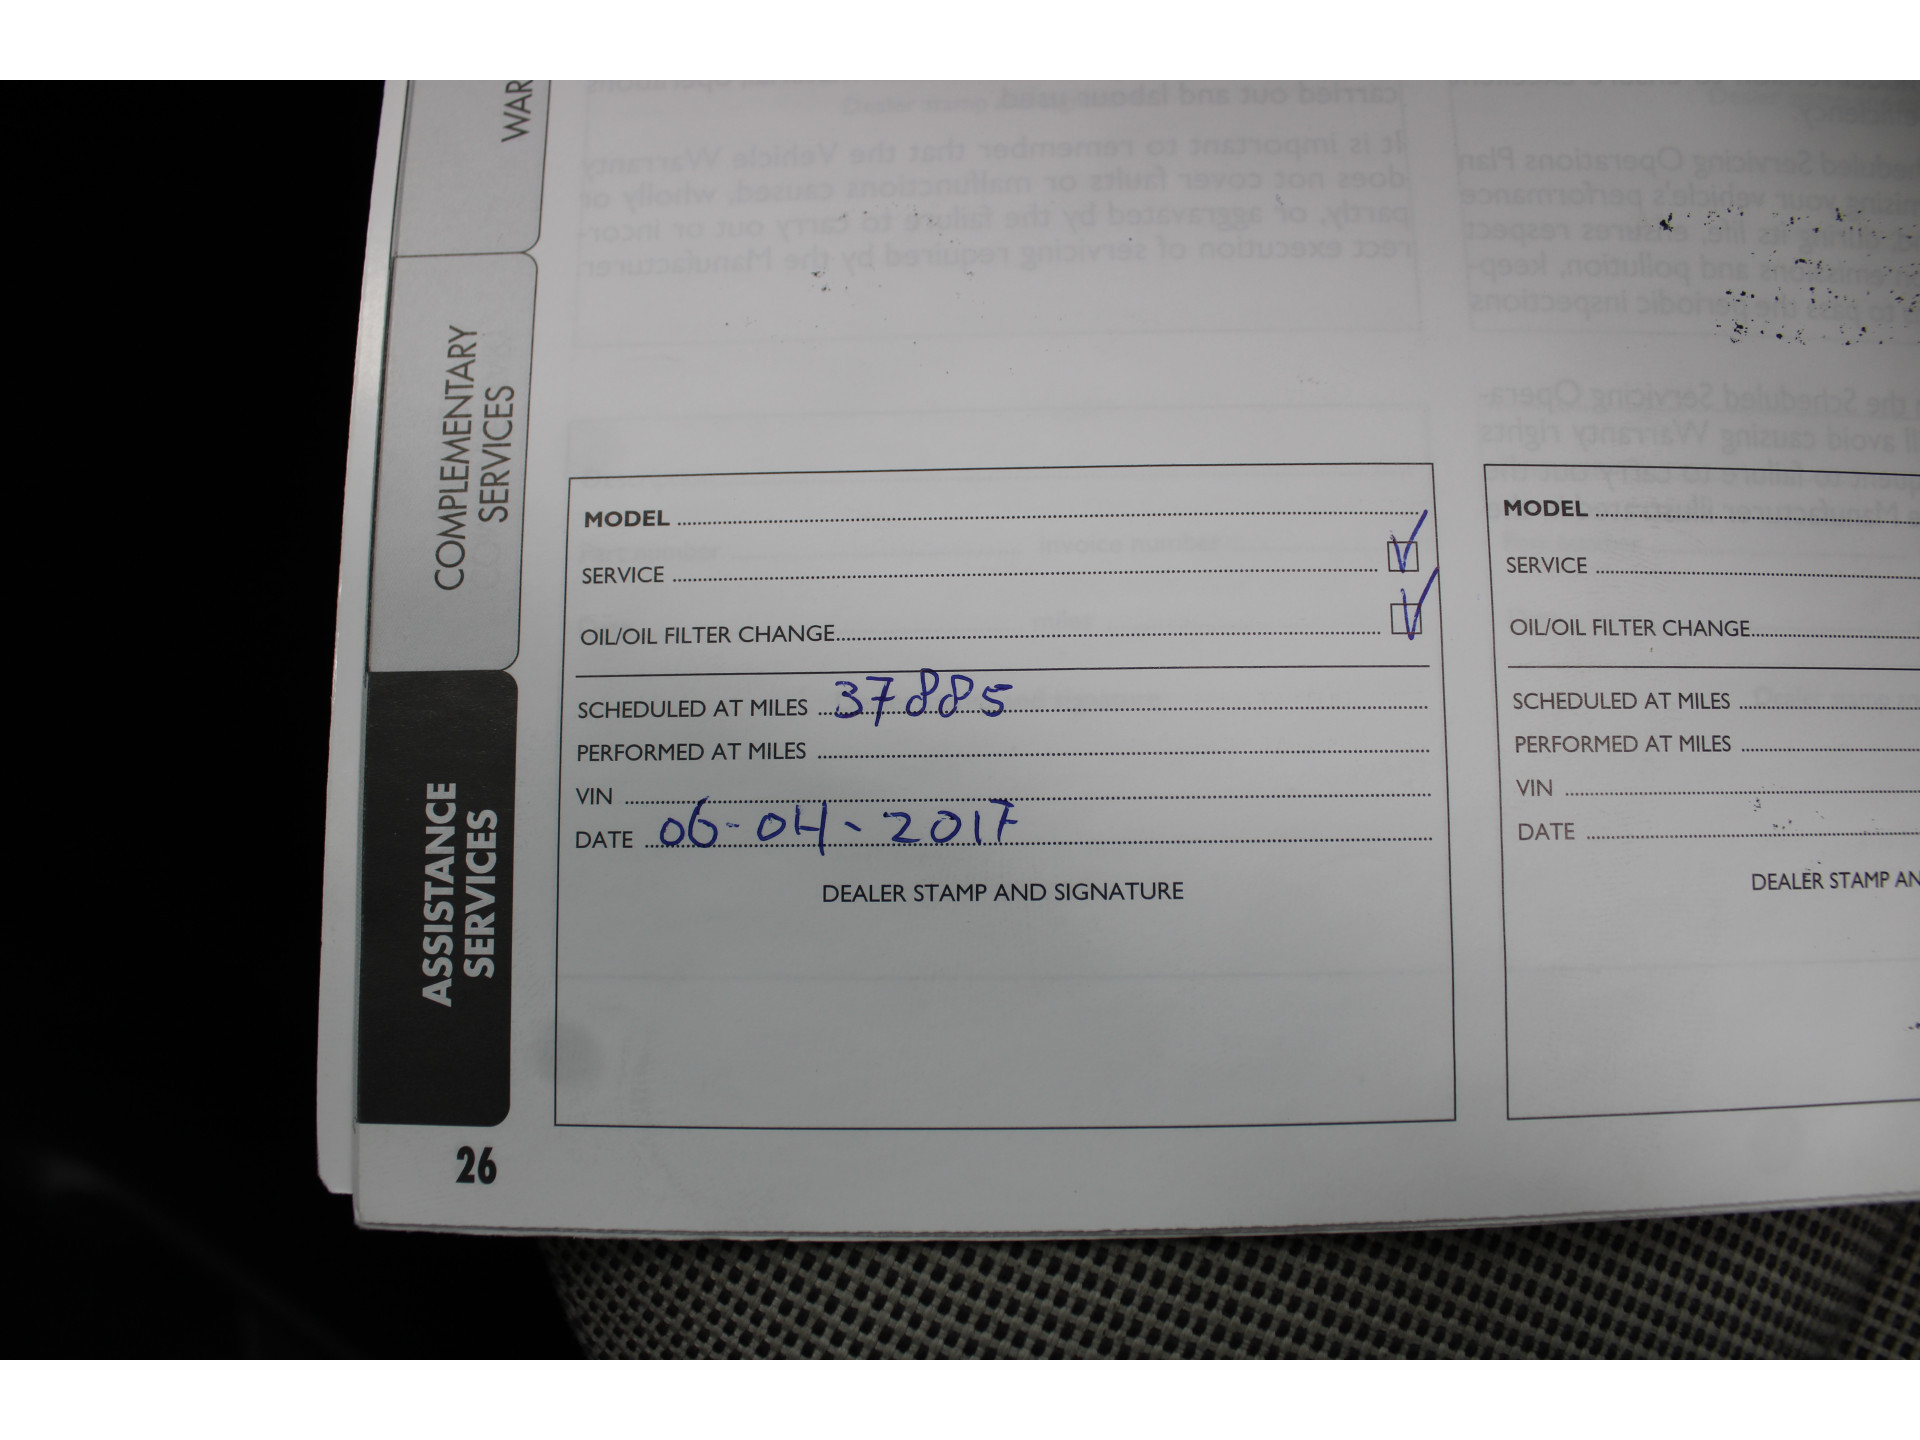 WAR
COMPLEMENTARY
SERVICES
ASSISTANCE
SERVICES
26
MODEL
SERVICE
OIL/OIL FILTER CHANGE
SCHEDULED AT MILES 37885
PERFORMED AT MILES
VIN
DATE 06-04-2017
DEALER STAMP AND SIGNATURE
MODEL
SERVICE
OIL/OIL FILTER CHANGE
SCHEDULED AT MILES
PERFORMED AT MILES
VIN
DATE
DEALER STAMP AN